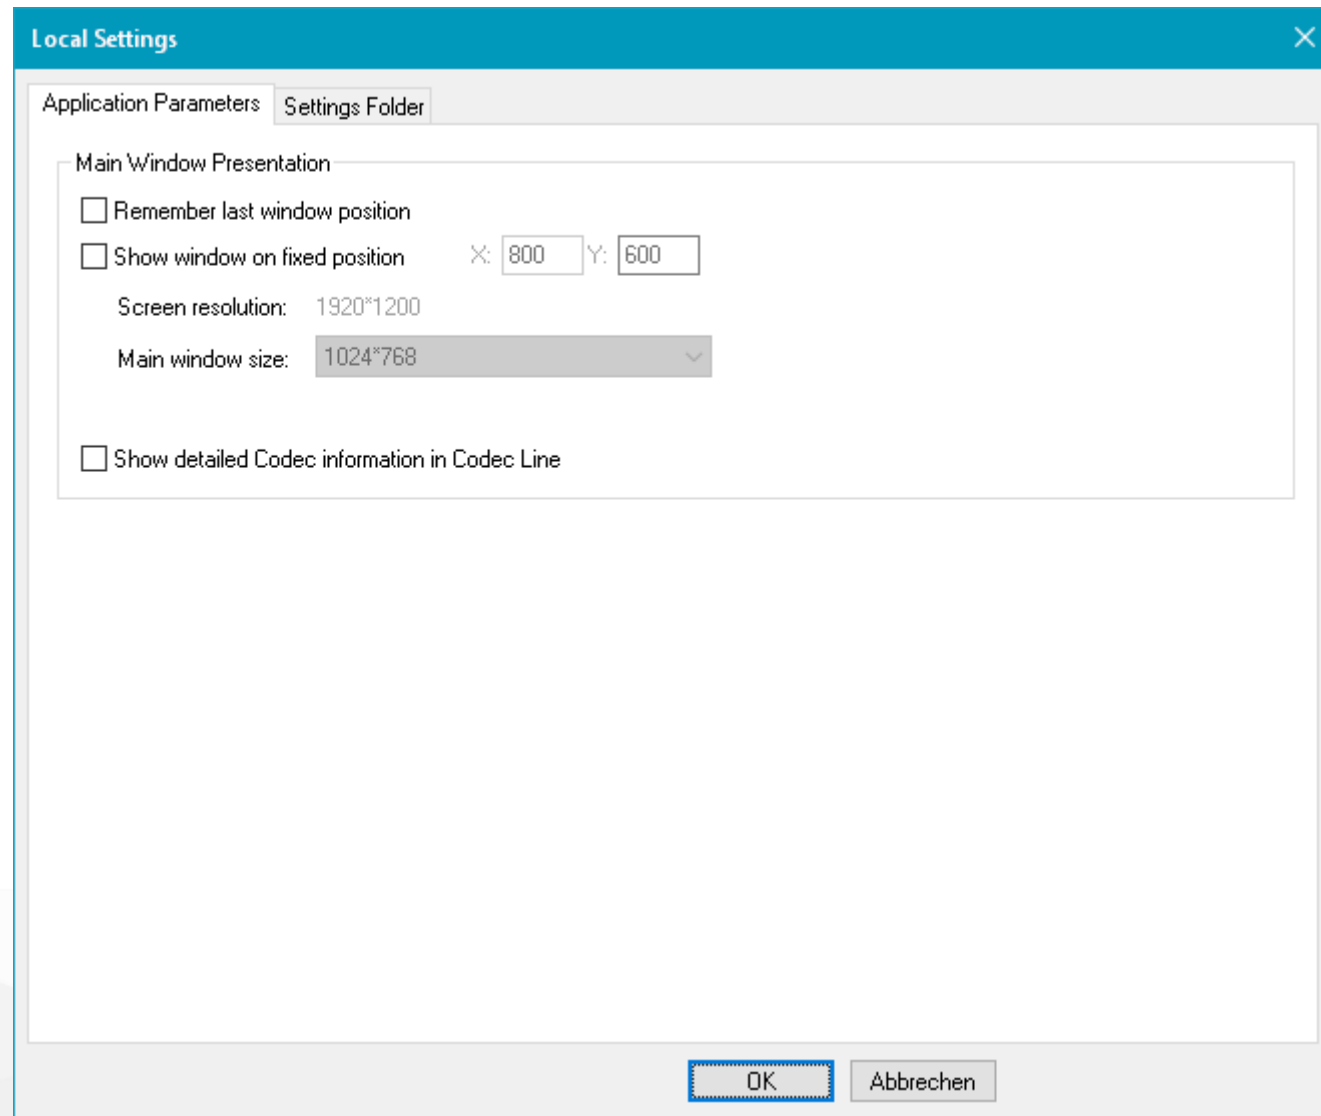 Local Settings
Application Parameters Settings Folder
Main Window Presentation
Remember last window position
Show window on fixed position X: 800 Y: 600
Screen resolution: 1920*1200
Main window size: 1024*768
Show detailed Codec information in Codec Line
OK Abbrechen